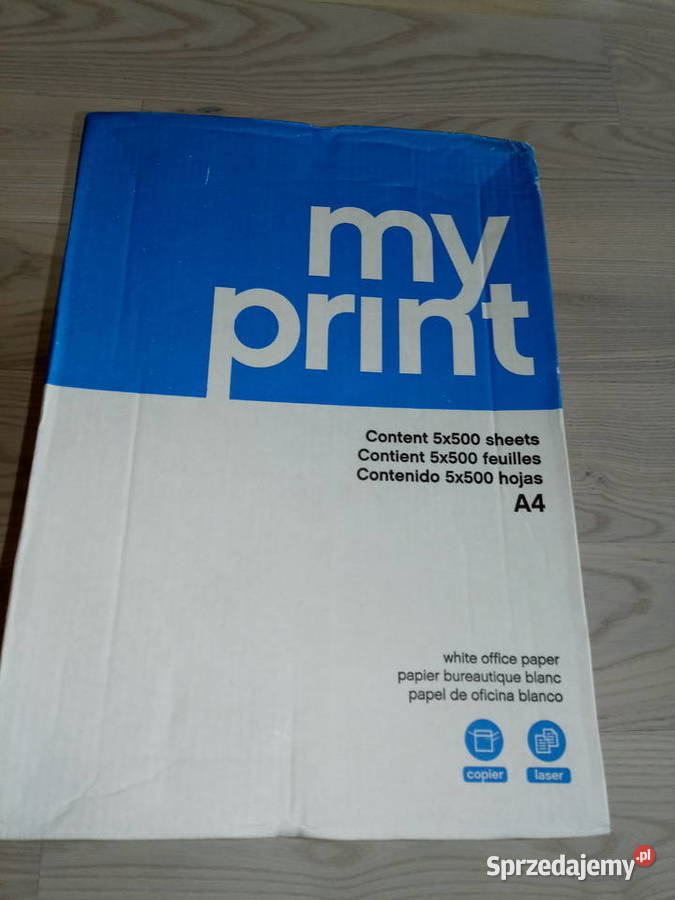 my
print
Content 5x500 sheets
Contient 5x500 feuilles
Contenido 5x500 hojas
A4
white office paper
papier bureautique blanc
papel de oficina blanco
copier laser
Sprzedajemy.pl